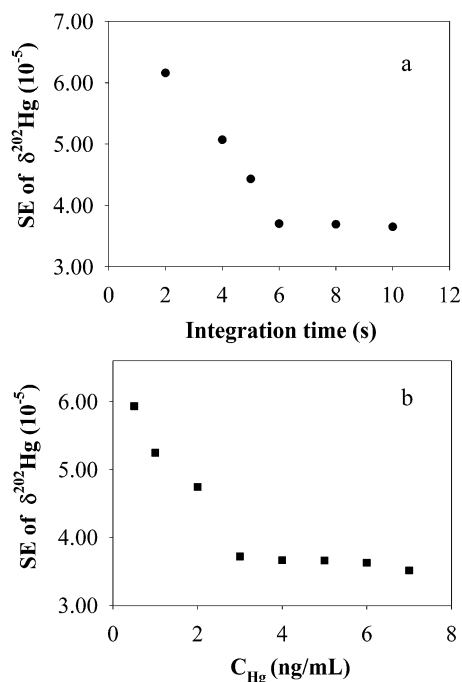 7.00
a
6.00
SE of δ²⁰²Hg (10⁻⁵)
5.00
4.00
3.00
0 2 4 6 8 10 12
Integration time (s)
b
6.00
SE of δ²⁰²Hg (10⁻⁵)
5.00
4.00
3.00
0 2 4 6 8
C_Hg (ng/mL)